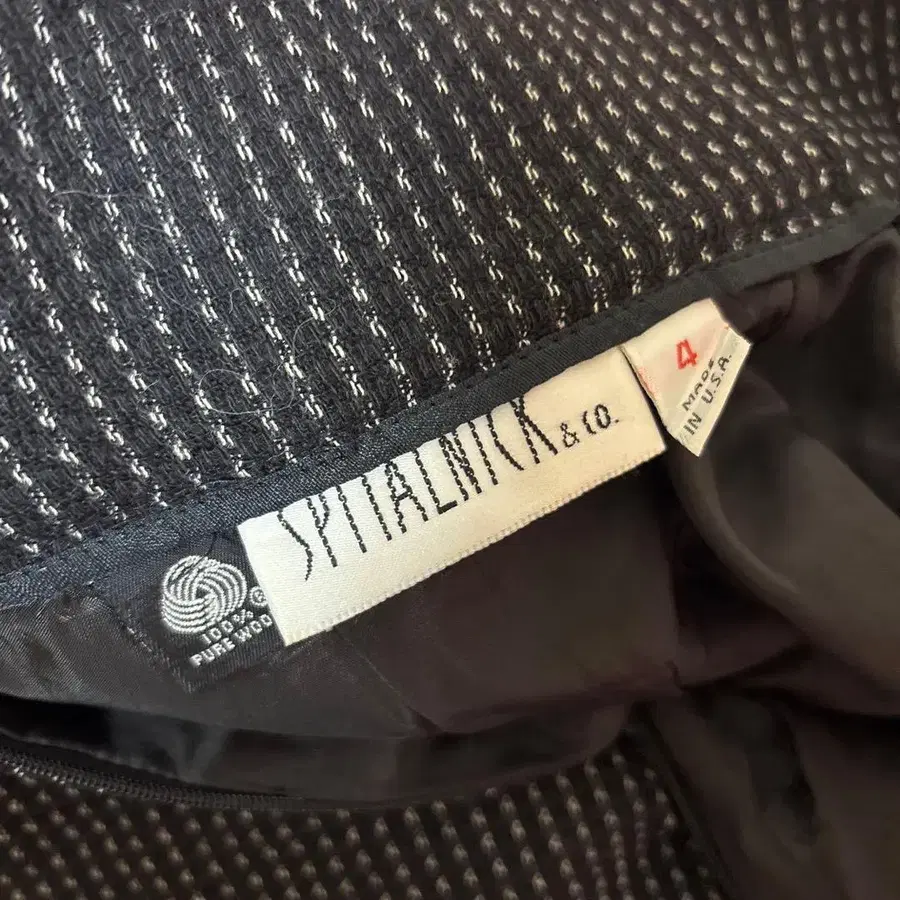 SPITALNICK & CO.
4
MADE
IN U.S.A.
100%
PURE WOO